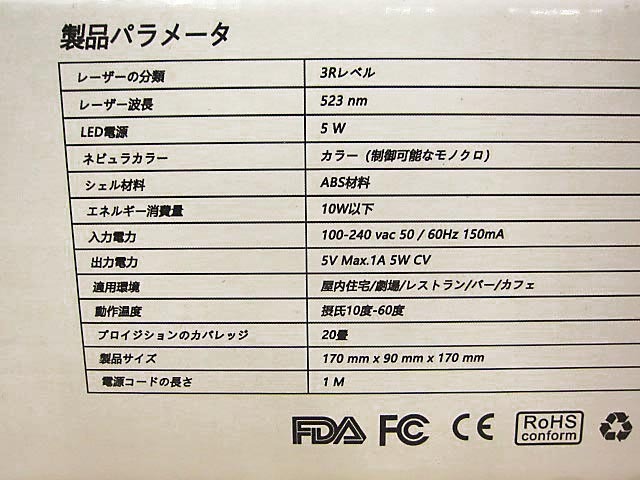 製品パラメータ
レーザーの分類 3Rレベル
レーザー波長 523 nm
LED電源 5 W
ネビュラカラー カラー（制御可能なモノクロ）
シェル材料 ABS材料
エネルギー消費量 10W以下
入力電力 100-240 vac 50 / 60Hz 150mA
出力電力 5V Max.1A 5W CV
適用環境 屋内住宅/劇場/レストラン/バー/カフェ
動作温度 摂氏10度-60度
プロイジションのカバレッジ 20畳
製品サイズ 170 mm x 90 mm x 170 mm
電源コードの長さ 1 M
FDA FC CE RoHS
conform